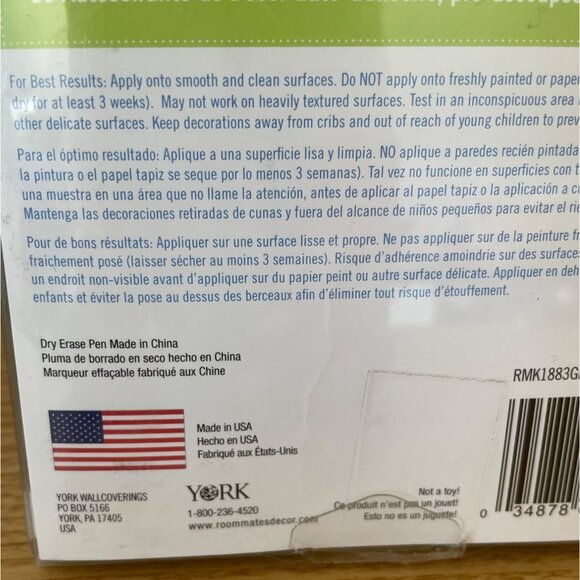 For Best Results: Apply onto smooth and clean surfaces. Do NOT apply onto freshly painted or paper
dry for at least 3 weeks). May not work on heavily textured surfaces. Test in an inconspicuous area
other delicate surfaces. Keep decorations away from cribs and out of reach of young children to prev
Para el óptimo resultado: Aplique a una superficie lisa y limpia. NO aplique a paredes recién pintada
la pintura o el papel tapiz se seque por lo menos 3 semanas). Tal vez no funcione en superficies con t
una muestra en una área que no llame la atención, antes de aplicar al papel tapiz o la aplicación a c
Mantenga las decoraciones retiradas de cunas y fuera del alcance de niños pequeños para evitar el rie
Pour de bons résultats: Appliquer sur une surface lisse et propre. Ne pas appliquer sur de la peinture fr
fraichement posé (laisser sécher au moins 3 semaines). Risque d'adhérence amoindrie sur des surface
un endroit non-visible avant d'appliquer sur du papier peint ou autre surface délicate. Appliquer en deh
enfants et éviter la pose au dessus des berceaux afin d'éliminer tout risque d'étouffement.
Dry Erase Pen Made in China
Pluma de borrado en seco hecho en China
Marqueur effaçable fabriqué aux Chine
RMK1883G
Made in USA
Hecho en USA
Fabriqué aux États-Unis
YORK WALLCOVERINGS
PO BOX 5166
YORK, PA 17405
USA
YORK
1-800-236-4520
www.roommatesdecor.com
Not a toy!
Ce-produit n'est pas un jouet!
Esto no es un juguete!
0 34878